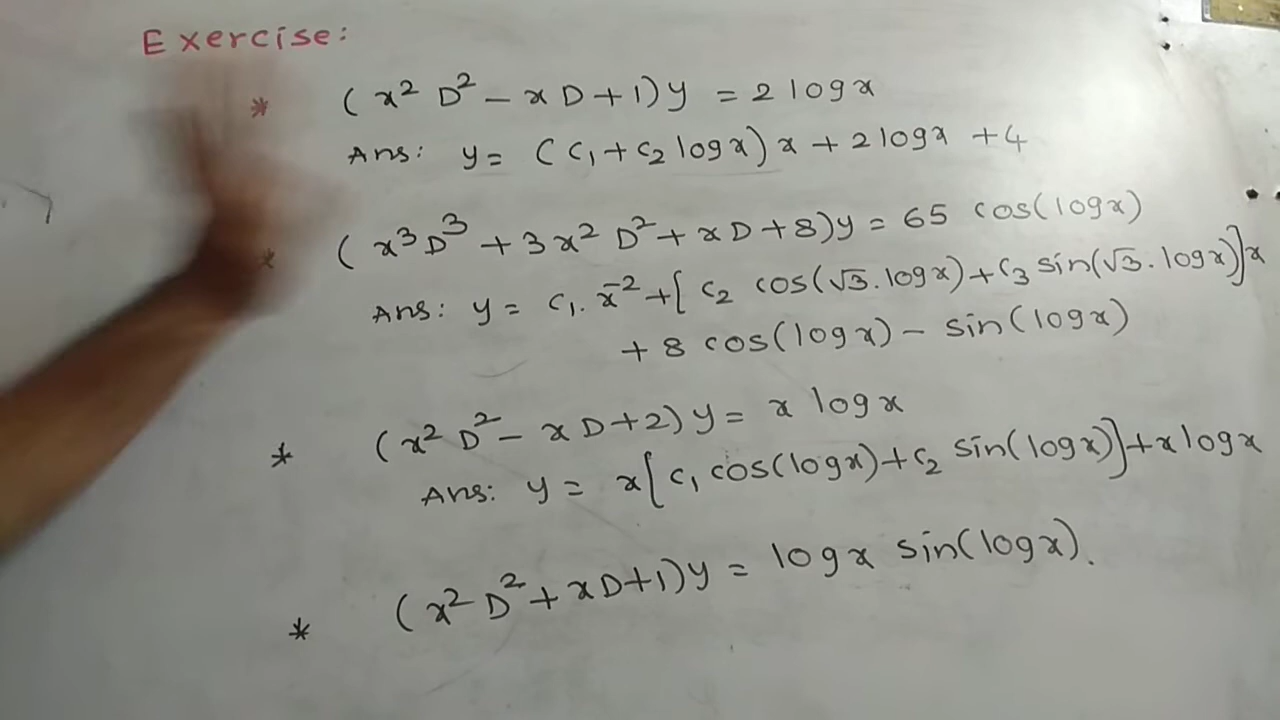 Exercise:
* (x² D² - x D + 1) y = 2 log x
Ans: y = (c₁ + c₂ log x) x + 2 log x + 4
* (x³ D³ + 3x² D² + x D + 8) y = 65 cos(log x)
Ans: y = c₁. x⁻² + [c₂ cos(√3. log x) + c₃ sin(√3. log x)] x
+ 8 cos(log x) - sin(log x)
* (x² D² - x D + 2) y = x log x
Ans: y = x[c₁ cos(log x) + c₂ sin(log x)] + x log x
* (x² D² + x D + 1) y = log x sin(log x).